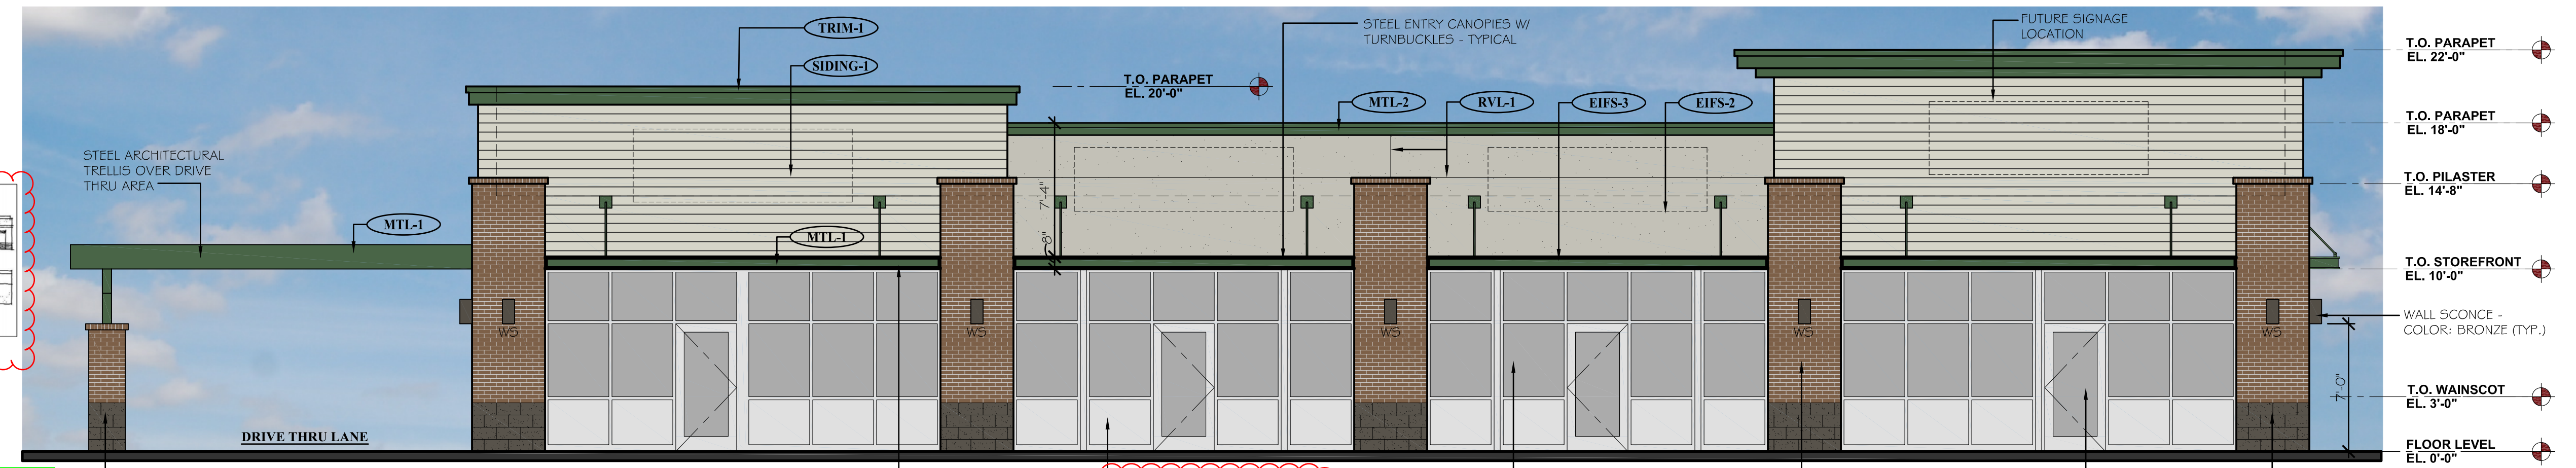 TRIM-1
SIDING-1
STEEL ENTRY CANOPIES W/
TURNBUCKLES - TYPICAL
FUTURE SIGNAGE
LOCATION
T.O. PARAPET
EL. 22'-0"
T.O. PARAPET
EL. 20'-0"
MTL-2
RVL-1
EIFS-3
EIFS-2
T.O. PARAPET
EL. 18'-0"
STEEL ARCHITECTURAL
TRELLIS OVER DRIVE
THRU AREA
T.O. PILASTER
EL. 14'-8"
7'-4"
MTL-1
MTL-1
8"
T.O. STOREFRONT
EL. 10'-0"
WS
WS
WS
WS
WS
WALL SCONCE -
COLOR: BRONZE (TYP.)
7'-0"
T.O. WAINSCOT
EL. 3'-0"
DRIVE THRU LANE
FLOOR LEVEL
EL. 0'-0"